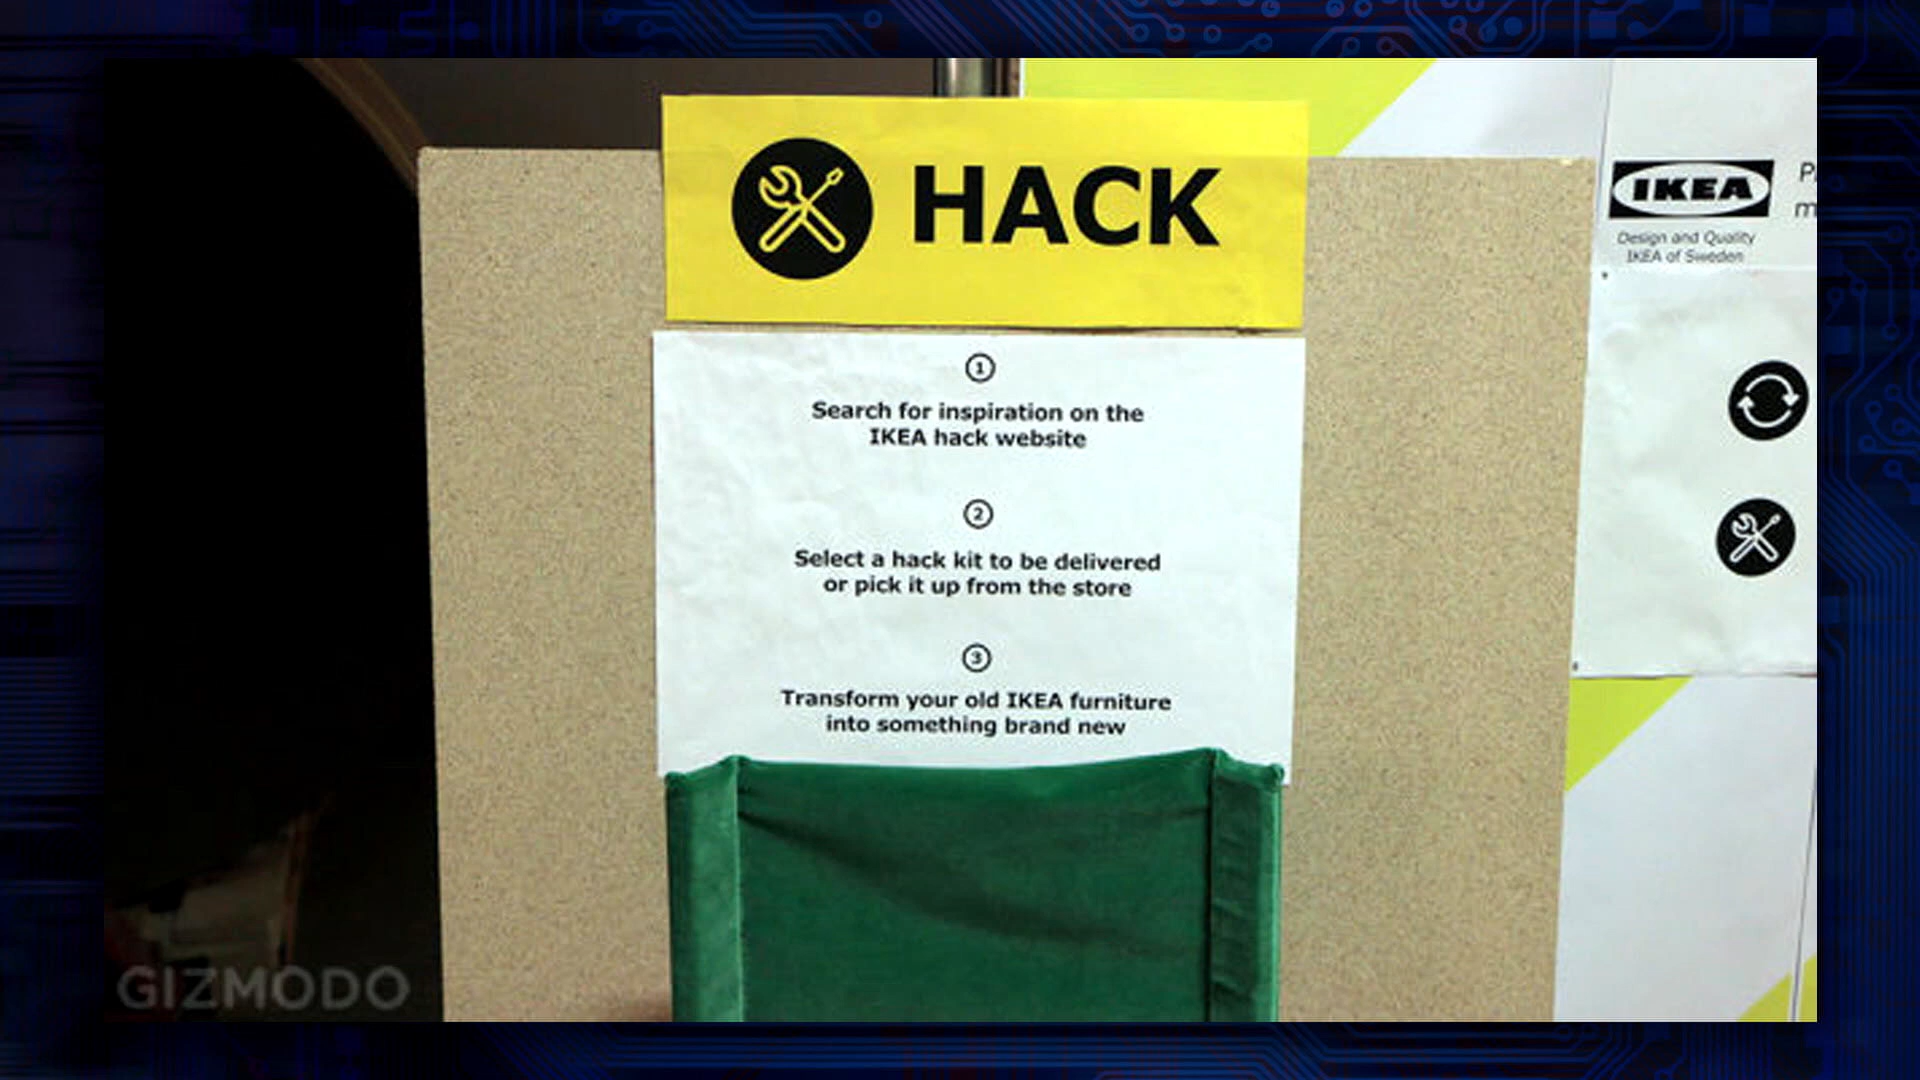 HACK
1
Search for inspiration on the
IKEA hack website
2
Select a hack kit to be delivered
or pick it up from the store
3
Transform your old IKEA furniture
into something brand new
IKEA
Design and Quality
IKEA of Sweden
GIZMODO